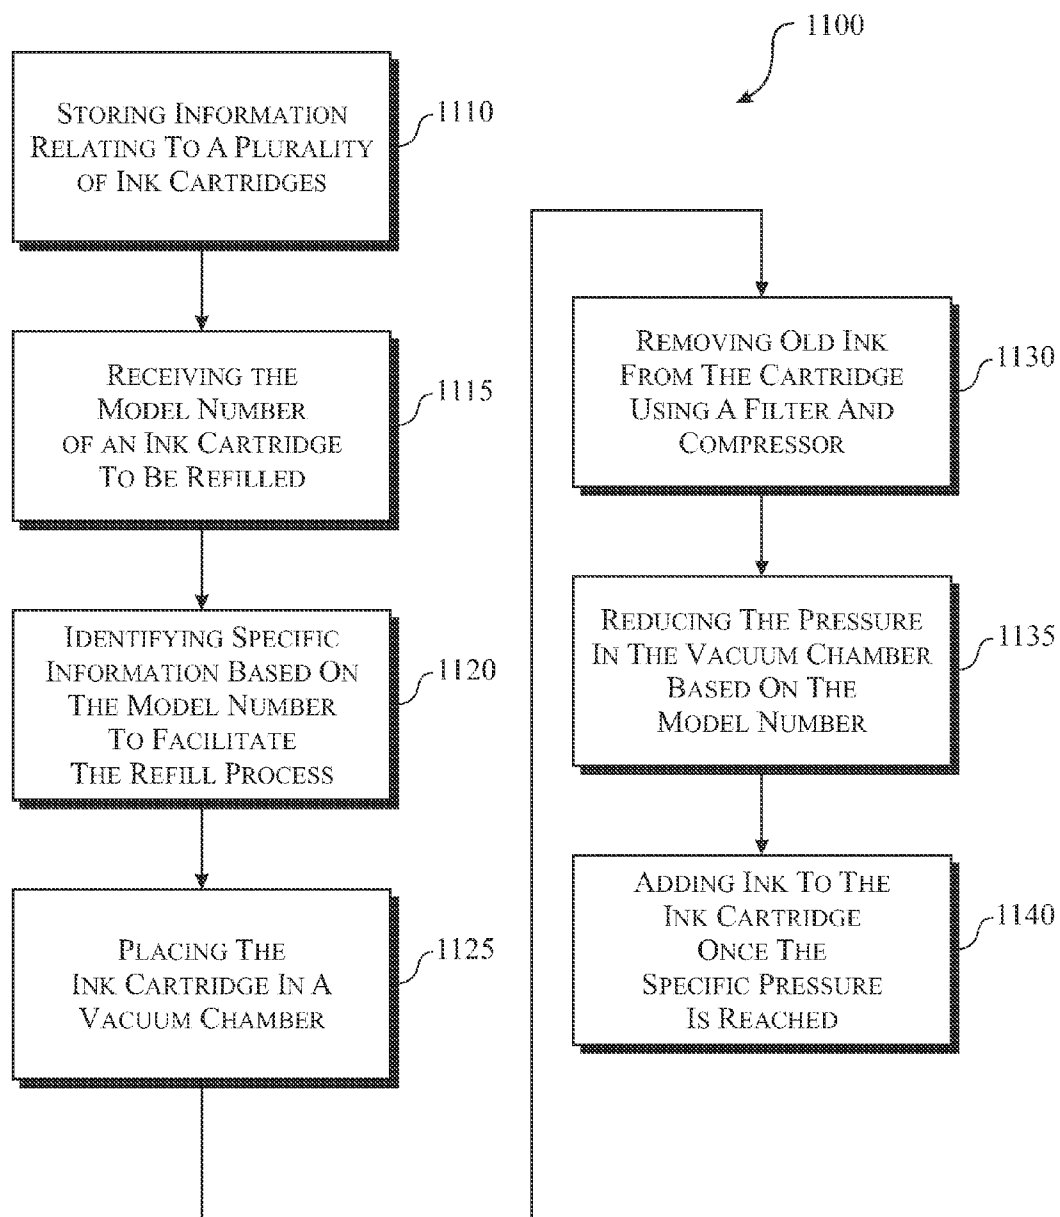 1100
STORING INFORMATION
RELATING TO A PLURALITY
OF INK CARTRIDGES
1110
RECEIVING THE
MODEL NUMBER
OF AN INK CARTRIDGE
TO BE REFILLED
1115
IDENTIFYING SPECIFIC
INFORMATION BASED ON
THE MODEL NUMBER
TO FACILITATE
THE REFILL PROCESS
1120
PLACING THE
INK CARTRIDGE IN A
VACUUM CHAMBER
1125
REMOVING OLD INK
FROM THE CARTRIDGE
USING A FILTER AND
COMPRESSOR
1130
REDUCING THE PRESSURE
IN THE VACUUM CHAMBER
BASED ON THE
MODEL NUMBER
1135
ADDING INK TO THE
INK CARTRIDGE
ONCE THE
SPECIFIC PRESSURE
IS REACHED
1140